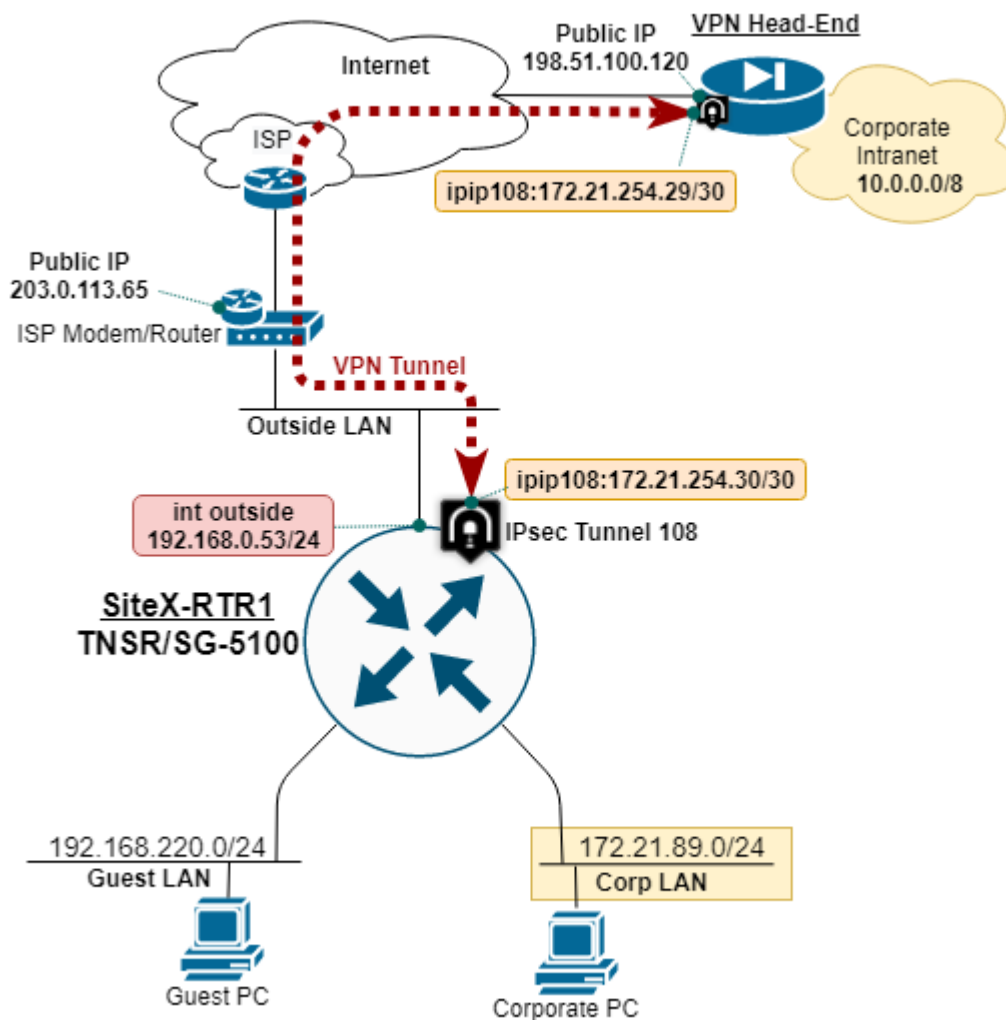 VPN Head-End
Public IP
198.51.100.120
Internet
ISP
Corporate
Intranet
10.0.0.0/8
ipip108:172.21.254.29/30
Public IP
203.0.113.65
ISP Modem/Router
VPN Tunnel
Outside LAN
ipip108:172.21.254.30/30
int outside
192.168.0.53/24
IPsec Tunnel 108
SiteX-RTR1
TNSR/SG-5100
192.168.220.0/24
Guest LAN
172.21.89.0/24
Corp LAN
Guest PC
Corporate PC